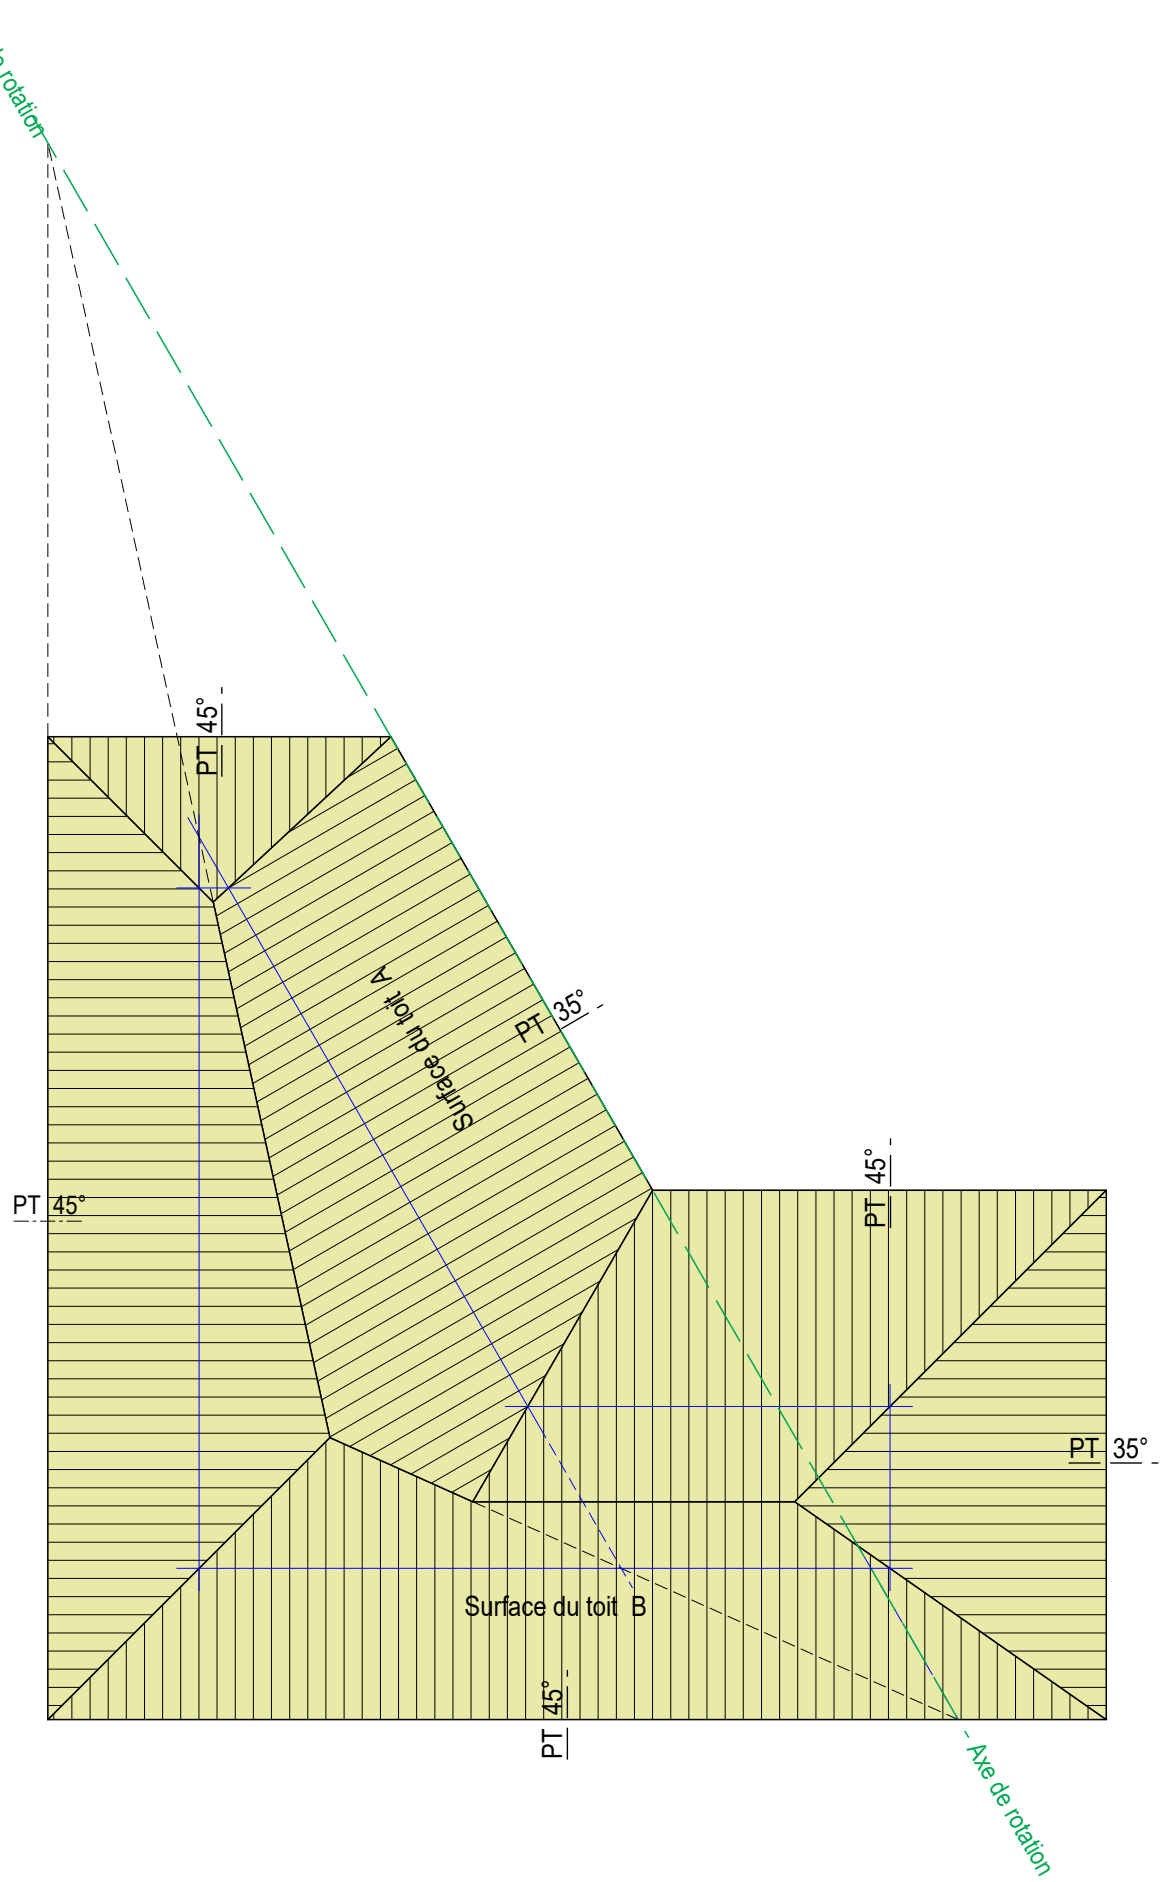 rotation
PT 45°
Surface du toit A
PT 35°
PT 45°
PT 45°
PT 35°
Surface du toit B
PT 45°
- Axe de rotation